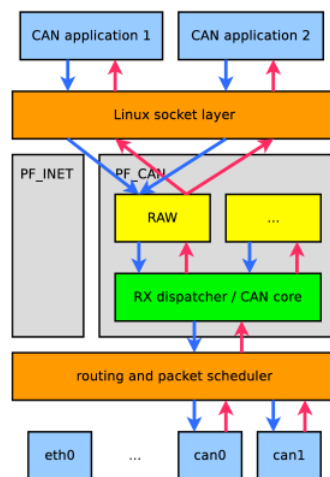 CAN application 1
CAN application 2
Linux socket layer
PF_INET
PF_CAN
RAW
...
RX dispatcher / CAN core
routing and packet scheduler
eth0
...
can0
can1